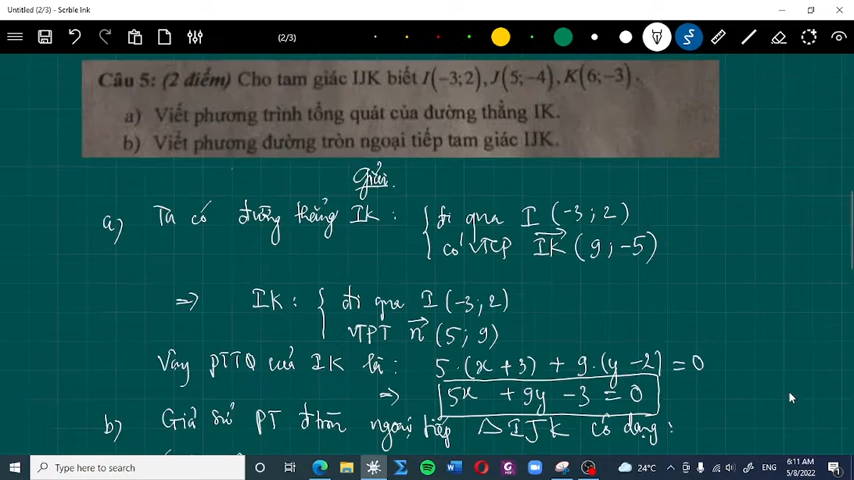 Untitled (2/3) - Scrble Ink
(2/3)
Câu 5: (2 điểm) Cho tam giác IJK biết I(−3;2), J(5;−4), K(6;−3).
a) Viết phương trình tổng quát của đường thẳng IK.
b) Viết phương đường tròn ngoại tiếp tam giác IJK.
Giải.
a) Ta có đường thẳng IK : { đi qua I (-3 ; 2)
có VTCP IK→ (9 ; -5)
=> IK : { đi qua I (-3 ; 2)
VTPT n→ (5 ; 9)
Vậy PTTQ của IK là : 5.(x + 3) + 9.(y - 2) = 0
=> 5x + 9y - 3 = 0
b) Giả sử PT đtròn ngoại tiếp △ IJK có dạng :
Type here to search
24°C
ENG
6:11 AM
5/8/2022